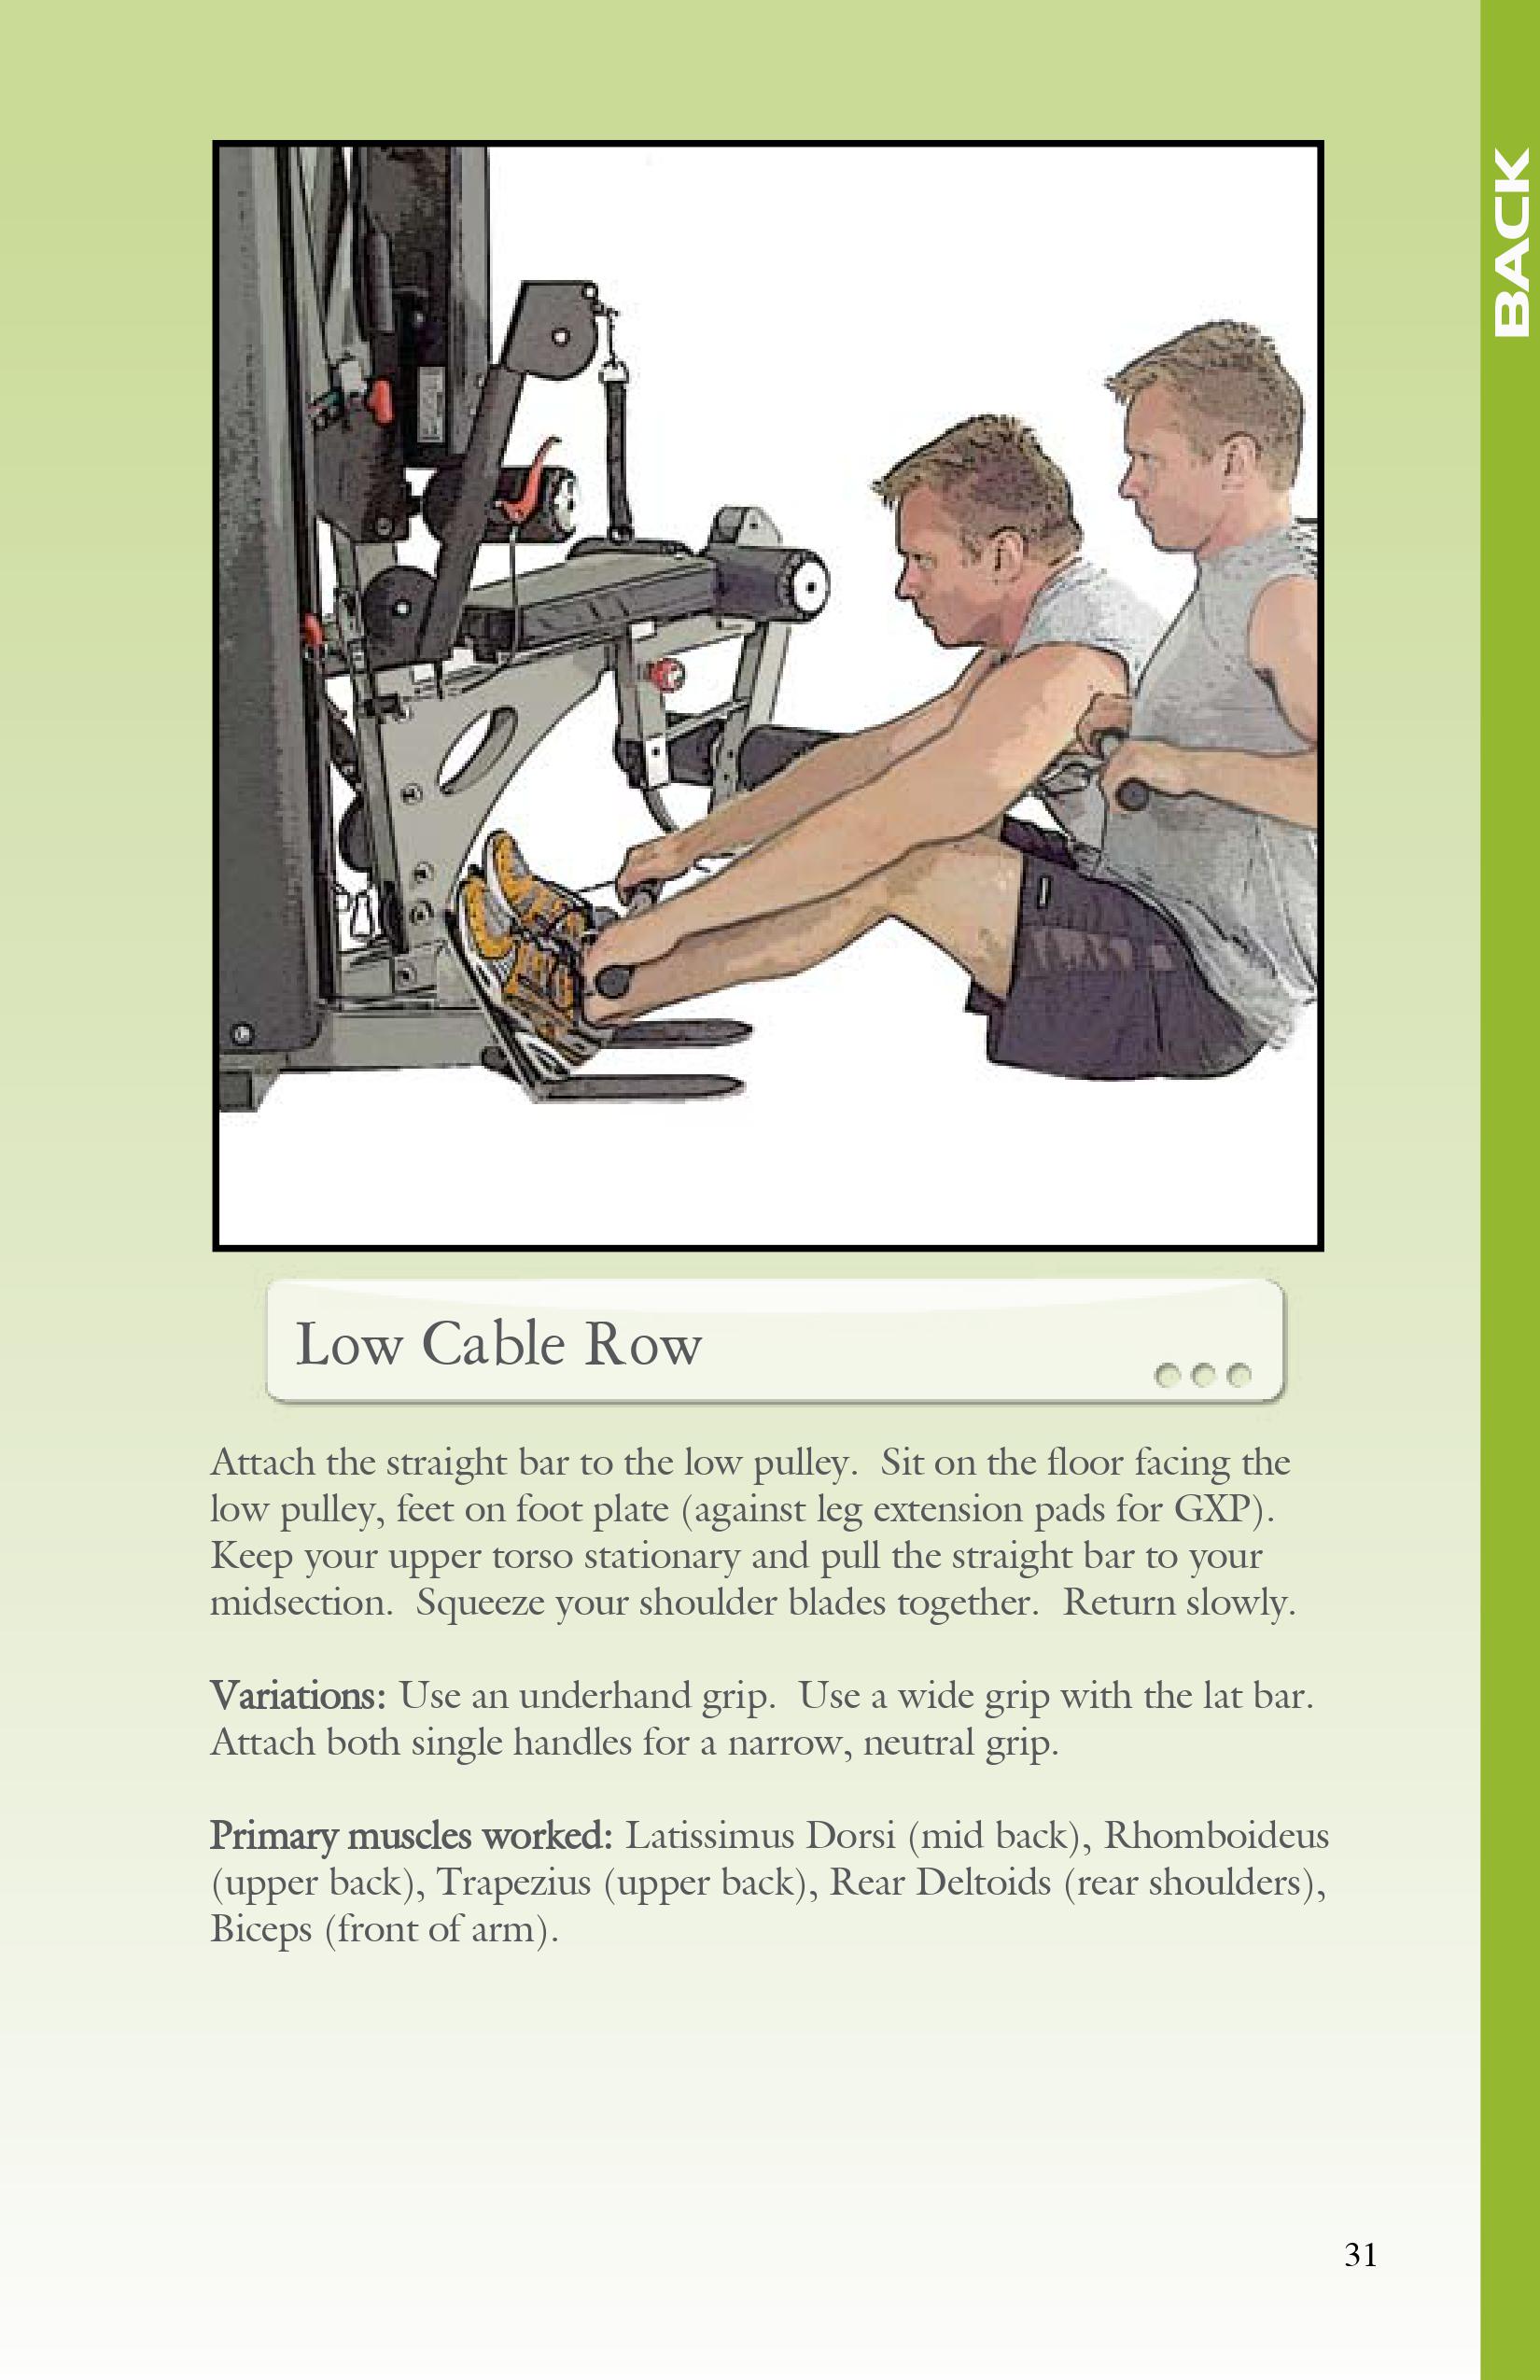 BACK
Low Cable Row
Attach the straight bar to the low pulley.  Sit on the floor facing the
low pulley, feet on foot plate (against leg extension pads for GXP).
Keep your upper torso stationary and pull the straight bar to your
midsection.  Squeeze your shoulder blades together.  Return slowly.
Variations: Use an underhand grip.  Use a wide grip with the lat bar.
Attach both single handles for a narrow, neutral grip.
Primary muscles worked: Latissimus Dorsi (mid back), Rhomboideus
(upper back), Trapezius (upper back), Rear Deltoids (rear shoulders),
Biceps (front of arm).
31